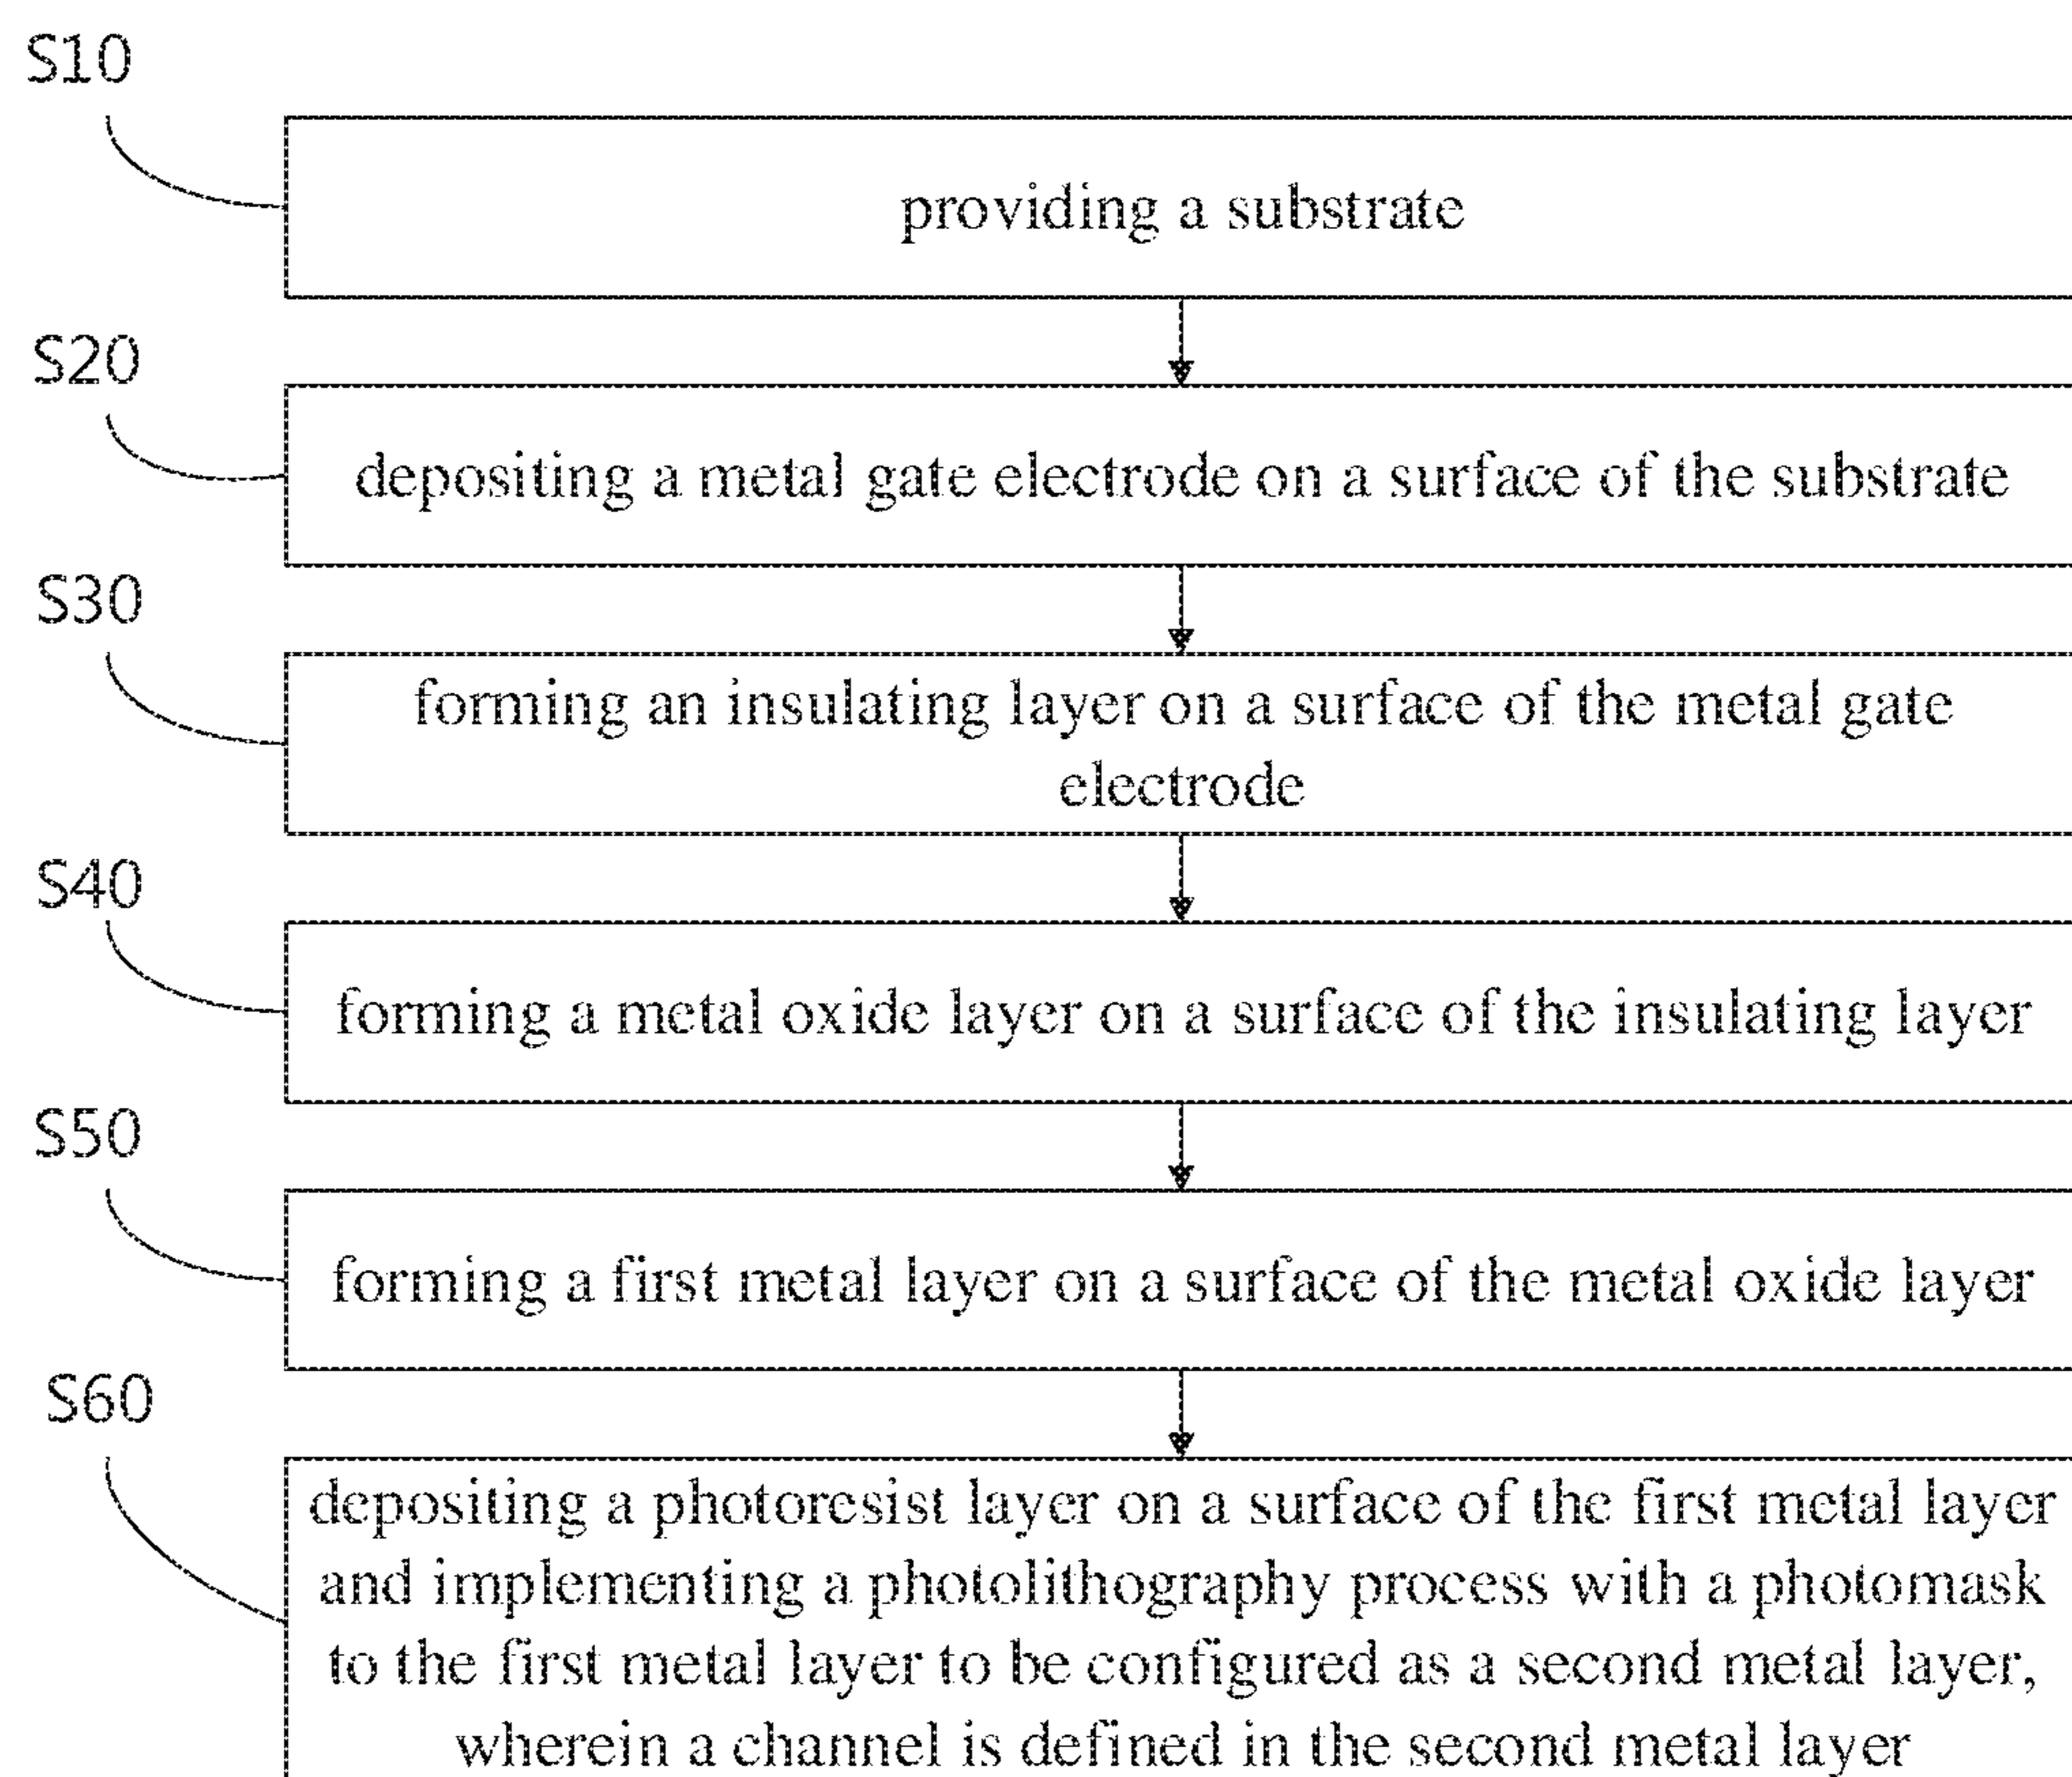 S10
providing a substrate
S20
depositing a metal gate electrode on a surface of the substrate
S30
forming an insulating layer on a surface of the metal gate
electrode
S40
forming a metal oxide layer on a surface of the insulating layer
S50
forming a first metal layer on a surface of the metal oxide layer
S60
depositing a photoresist layer on a surface of the first metal layer
and implementing a photolithography process with a photomask
to the first metal layer to be configured as a second metal layer,
wherein a channel is defined in the second metal layer